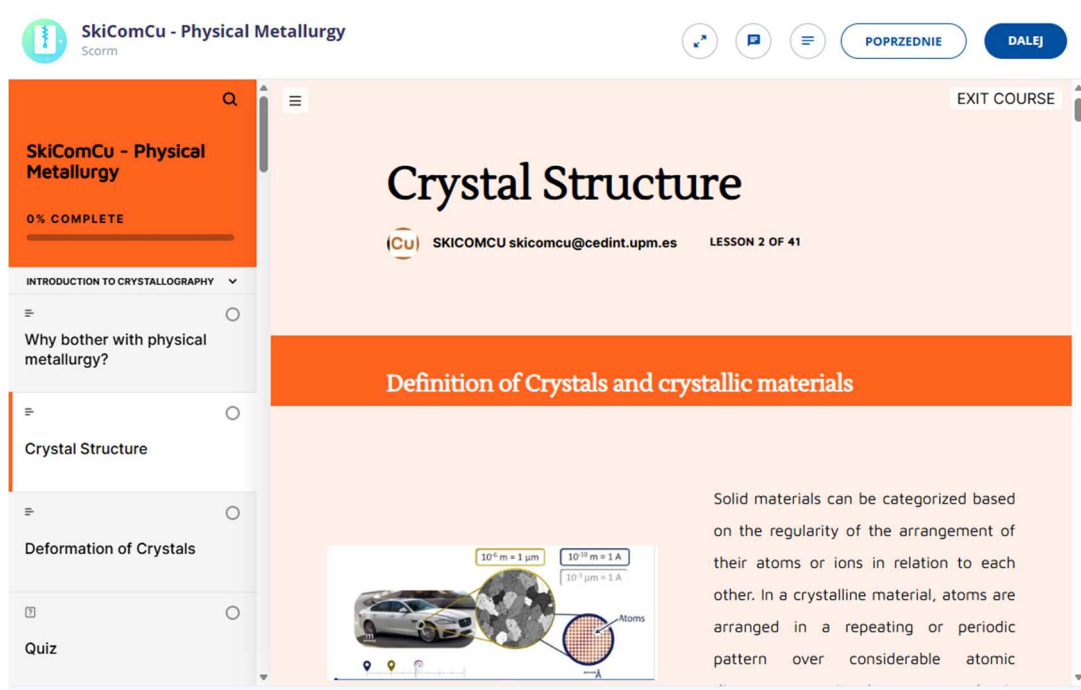 SkiComCu - Physical Metallurgy
Scorm
POPRZEDNIE
DALEJ
SkiComCu - Physical
Metallurgy
0% COMPLETE
INTRODUCTION TO CRYSTALLOGRAPHY
Why bother with physical
metallurgy?
Crystal Structure
Deformation of Crystals
Quiz
EXIT COURSE
Crystal Structure
Cu
SKICOMCU skicomcu@cedint.upm.es
LESSON 2 OF 41
Definition of Crystals and crystallic materials
10⁻⁶ m = 1 µm
10⁻¹⁰ m = 1 A
Atoms
m
Å
Solid materials can be categorized based
on the regularity of the arrangement of
their atoms or ions in relation to each
other. In a crystalline material, atoms are
arranged in a repeating or periodic
pattern over considerable atomic